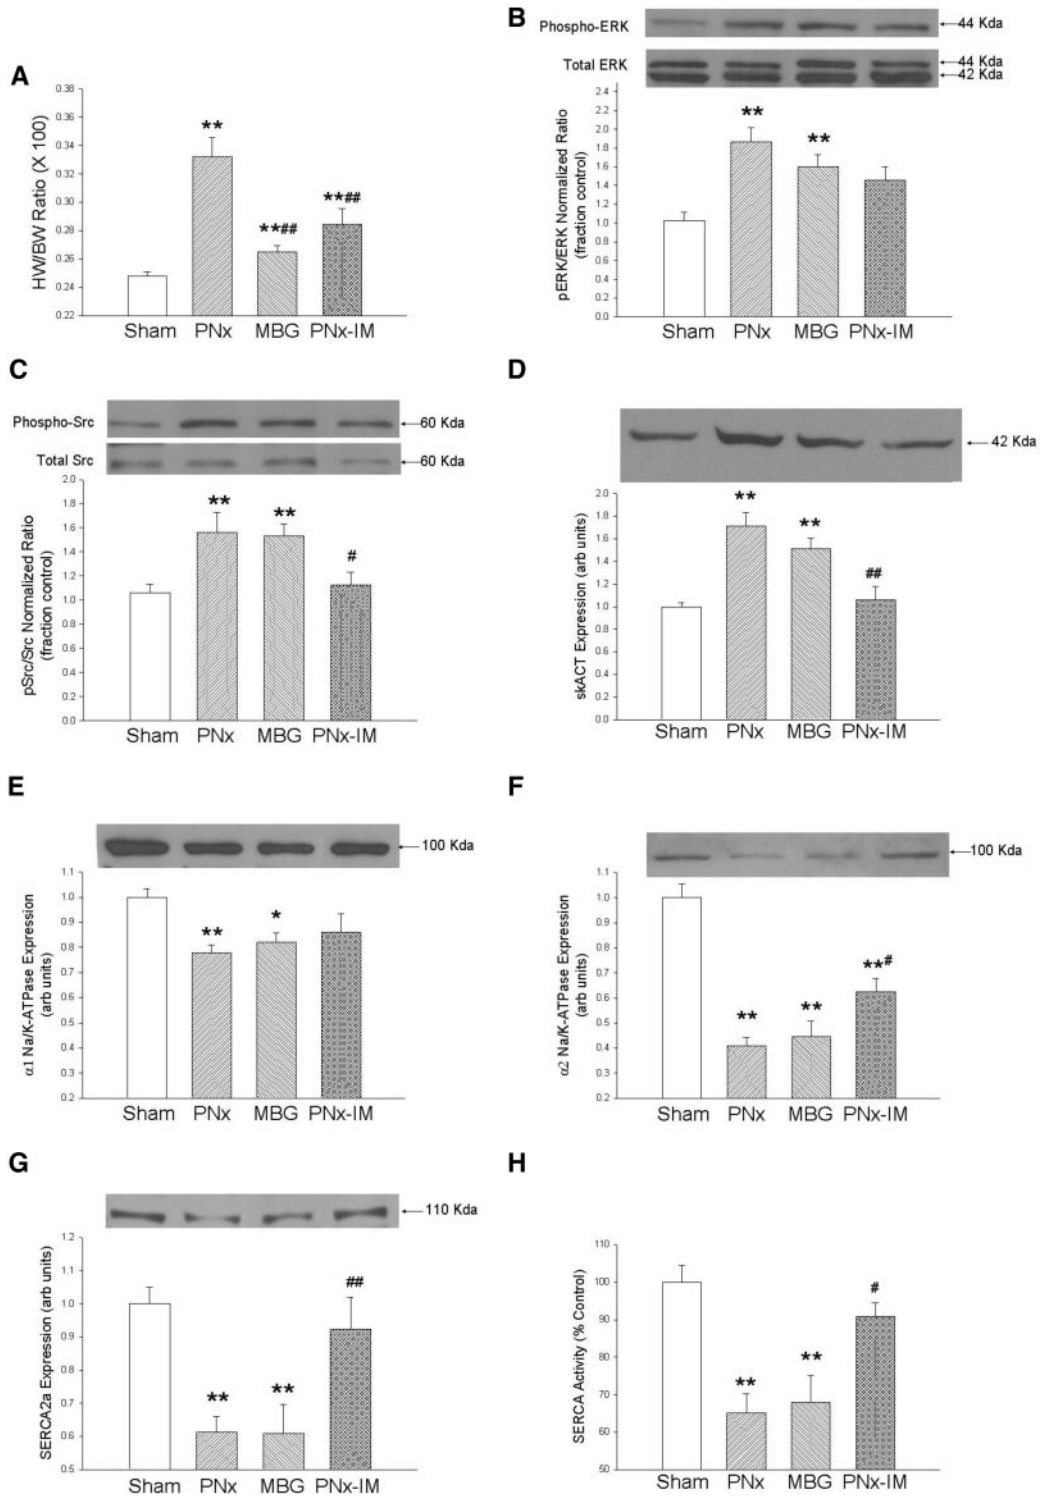 A
HW/BW Ratio (X 100)
0.38
0.34
0.30
0.26
0.24
0.22
**
**##
**##
Sham PNx MBG PNx-IM
B
Phospho-ERK
44 Kda
Total ERK
44 Kda
42 Kda
pERK/ERK Normalized Ratio
(fraction control)
2.4
2.2
2.0
1.8
1.6
1.4
1.2
1.0
0.8
0.6
0.4
0.2
0.0
**
**
Sham PNx MBG PNx-IM
C
Phospho-Src
60 Kda
Total Src
60 Kda
pSrc/Src Normalized Ratio
(fraction control)
2.0
1.8
1.6
1.4
1.2
1.0
0.8
0.6
0.4
0.2
0.0
**
**
#
Sham PNx MBG PNx-IM
D
42 Kda
skACT Expression (arb units)
2.0
1.8
1.6
1.4
1.2
1.0
0.8
0.6
0.4
0.2
0.0
**
**
##
Sham PNx MBG PNx-IM
E
100 Kda
α1 Na/K-ATPase Expression
(arb units)
1.1
1.0
0.9
0.8
0.7
0.6
0.5
0.4
0.3
0.2
**
*
Sham PNx MBG PNx-IM
F
100 Kda
α2 Na/K-ATPase Expression
(arb units)
1.1
1.0
0.9
0.8
0.7
0.6
0.5
0.4
0.3
0.2
**
**
**#
Sham PNx MBG PNx-IM
G
110 Kda
SERCA2a Expression (arb units)
1.2
1.0
0.9
0.8
0.7
0.6
0.5
**
**
##
Sham PNx MBG PNx-IM
H
SERCA Activity (% Control)
110
100
90
80
70
60
50
**
**
#
Sham PNx MBG PNx-IM